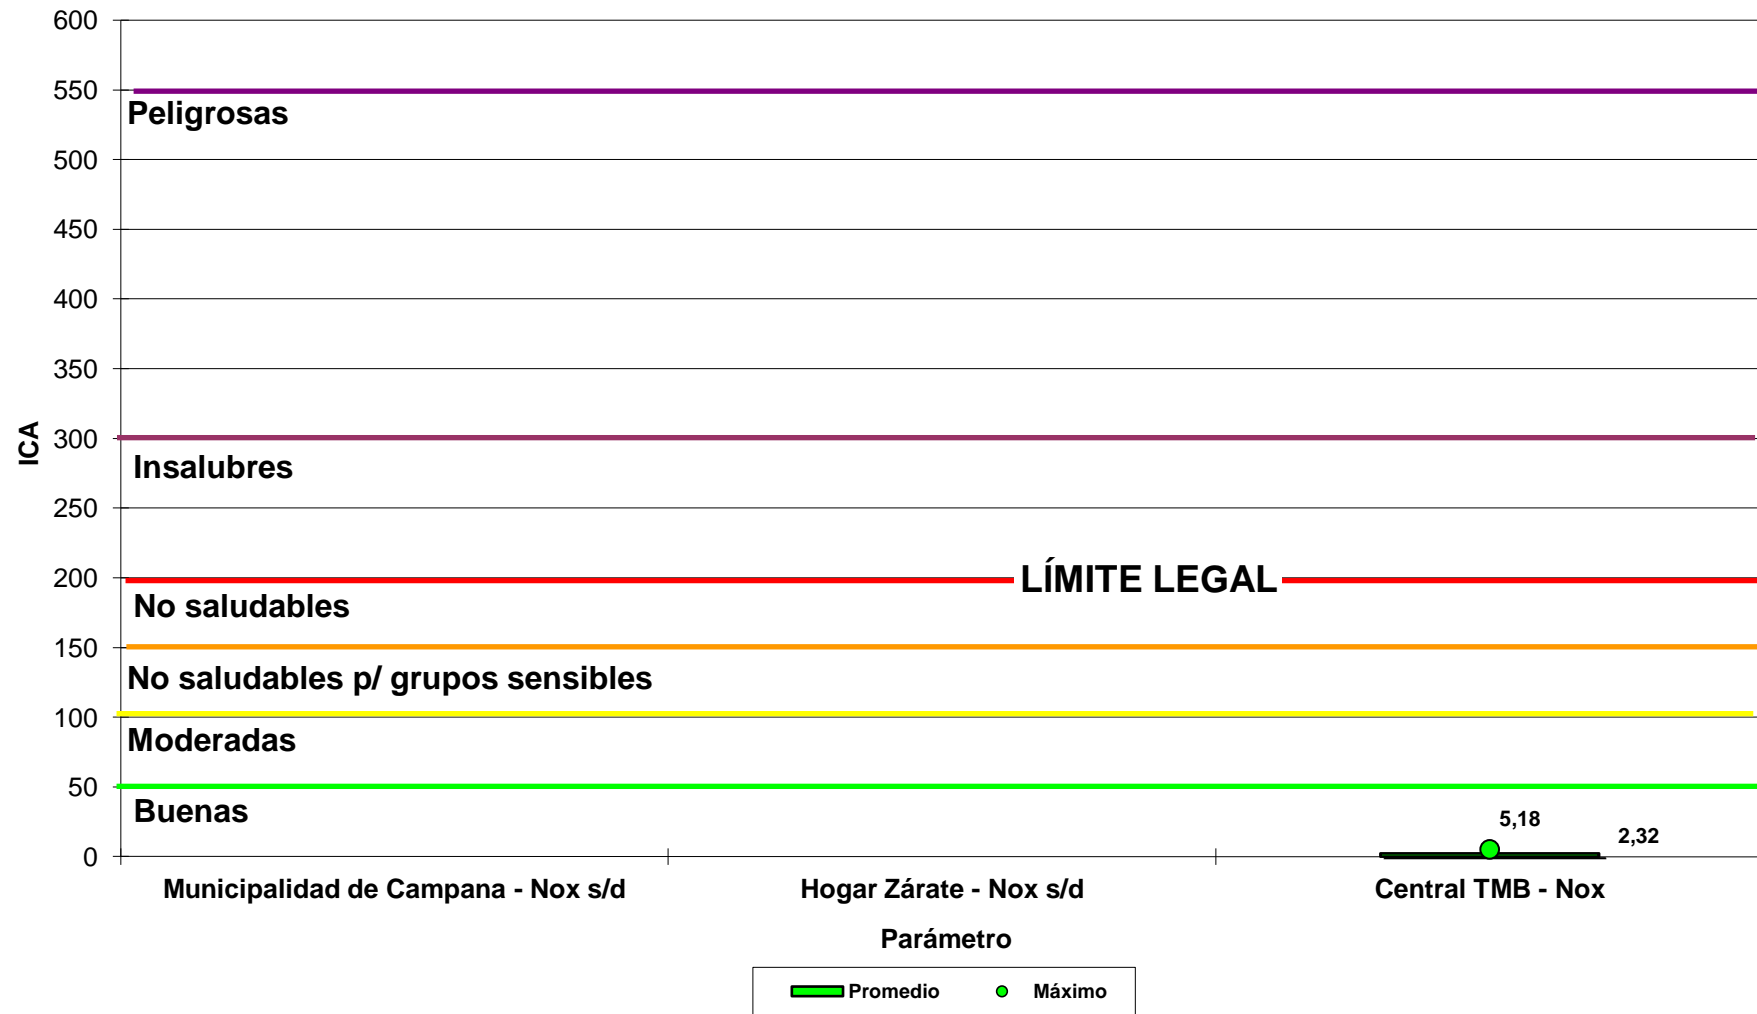 600
550
Peligrosas
500
450
400
350
ICA
300
Insalubres
250
200
LÍMITE LEGAL
No saludables
150
No saludables p/ grupos sensibles
100
Moderadas
50
Buenas
5,18
2,32
0
Municipalidad de Campana - Nox s/d
Hogar Zárate - Nox s/d
Central TMB - Nox
Parámetro
Promedio
Máximo